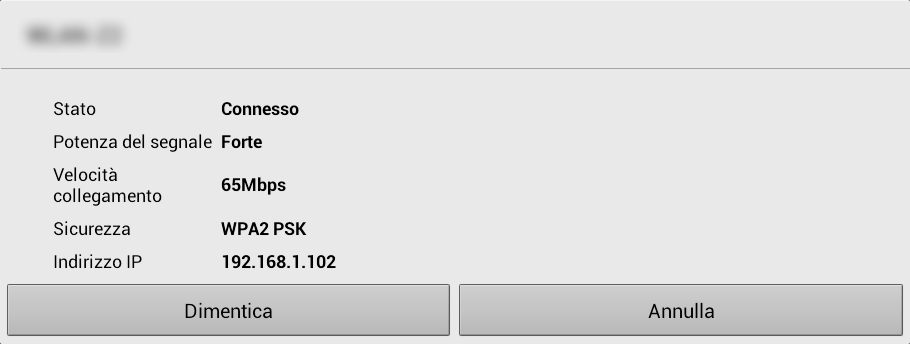 Stato Connesso
Potenza del segnale Forte
Velocità
collegamento 65Mbps
Sicurezza WPA2 PSK
Indirizzo IP 192.168.1.102
Dimentica Annulla